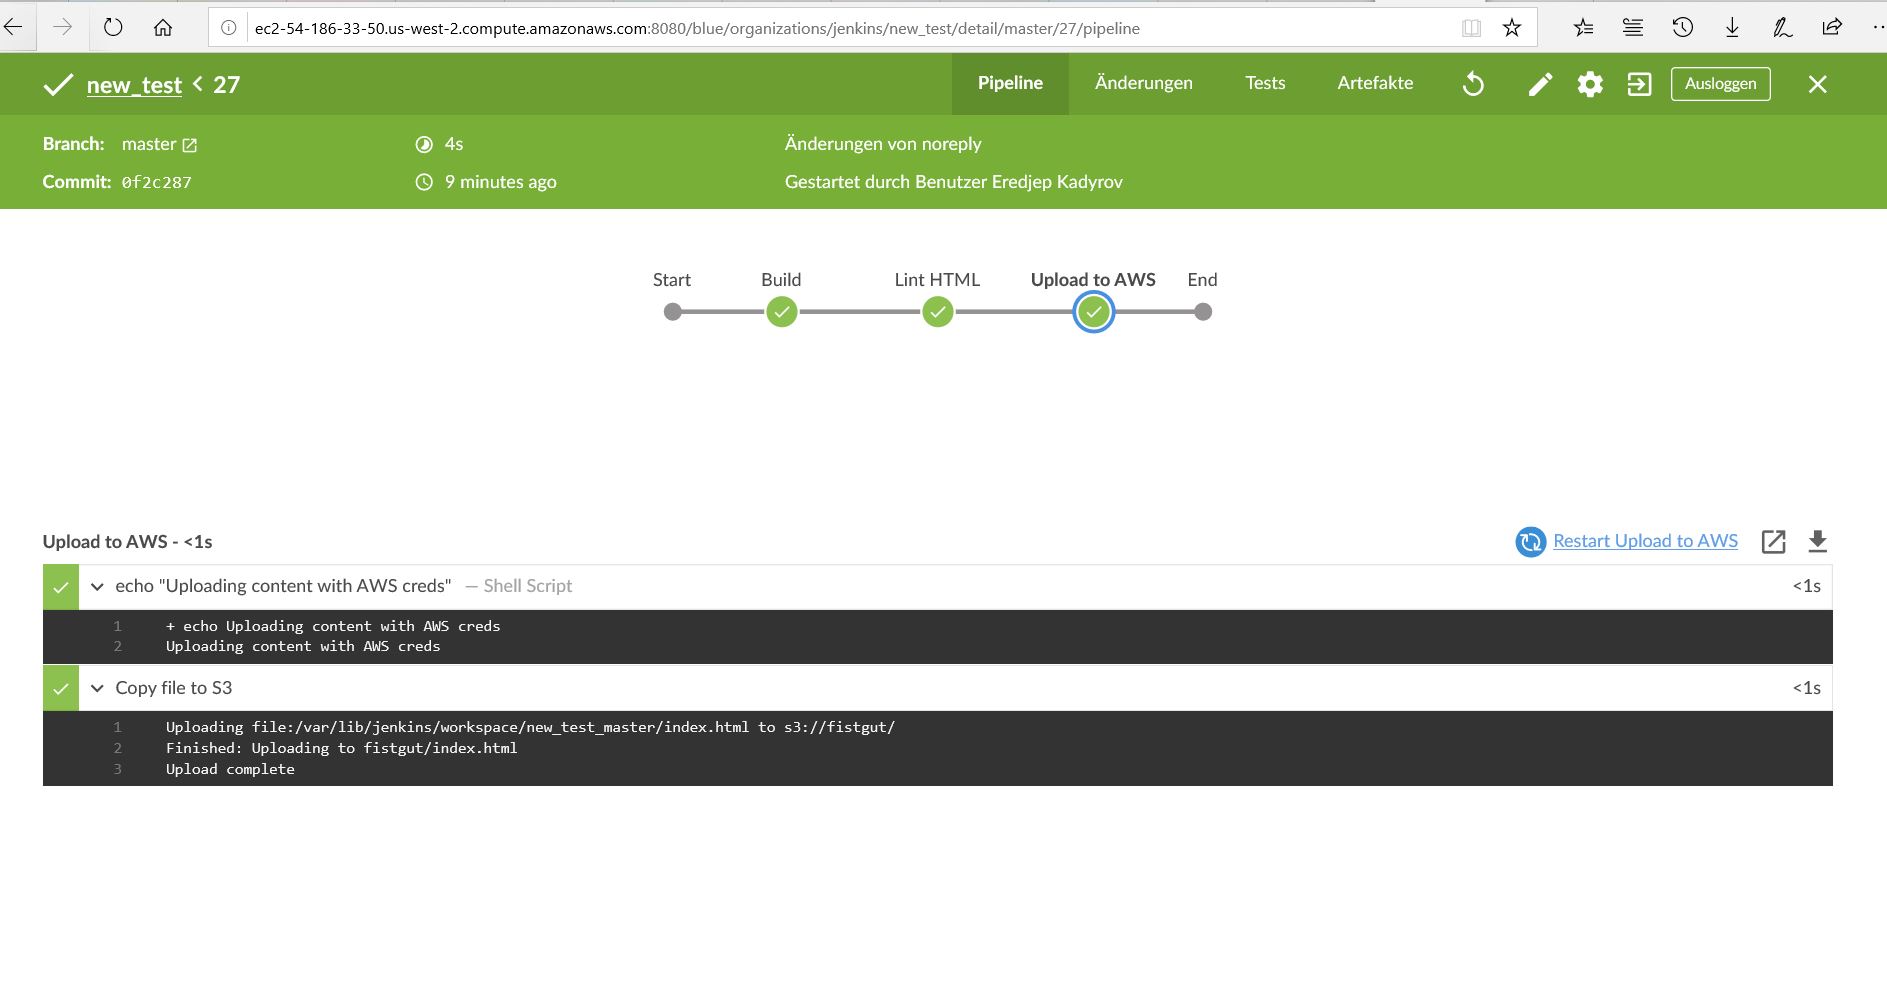 ec2-54-186-33-50.us-west-2.compute.amazonaws.com:8080/blue/organizations/jenkins/new_test/detail/master/27/pipeline
new_test < 27 Pipeline Änderungen Tests Artefakte Ausloggen
Branch: master 4s Änderungen von noreply
Commit: 0f2c287 9 minutes ago Gestartet durch Benutzer Eredjep Kadyrov
Start Build Lint HTML Upload to AWS End
Upload to AWS - <1s Restart Upload to AWS
echo "Uploading content with AWS creds" — Shell Script <1s
1 + echo Uploading content with AWS creds
2 Uploading content with AWS creds
Copy file to S3 <1s
1 Uploading file:/var/lib/jenkins/workspace/new_test_master/index.html to s3://fistgut/
2 Finished: Uploading to fistgut/index.html
3 Upload complete